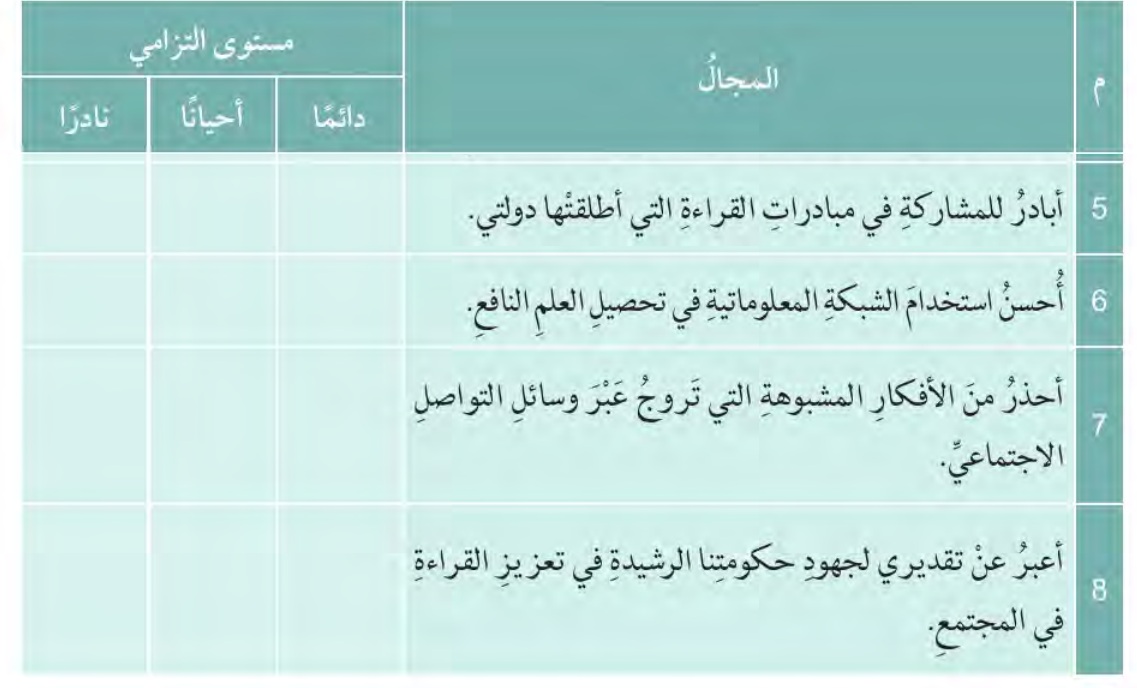 م المجالُ مستوى التزامي
دائمًا أحيانًا نادرًا
5 أبادرُ للمشاركةِ في مبادراتِ القراءةِ التي أطلقتْها دولتي.
6 أُحسنُ استخدامَ الشبكةِ المعلوماتيةِ في تحصيلِ العلمِ النافعِ.
7 أحذرُ منَ الأفكارِ المشبوهةِ التي تَروجُ عَبْرَ وسائلِ التواصلِ
الاجتماعيِّ.
8 أعبرُ عنْ تقديري لجهودِ حكومتِنا الرشيدةِ في تعزيزِ القراءةِ
في المجتمعِ.